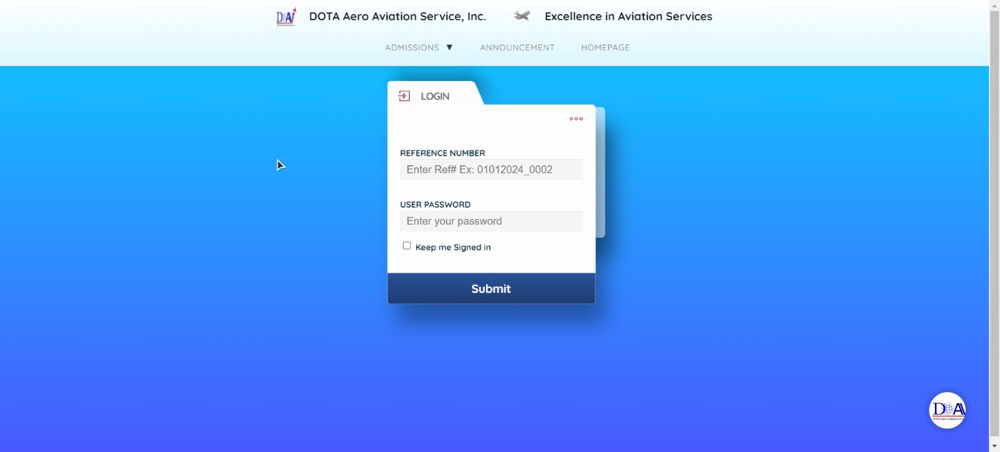 DOTA Aero Aviation Service, Inc. Excellence in Aviation Services
ADMISSIONS ▼ ANNOUNCEMENT HOMEPAGE
LOGIN
REFERENCE NUMBER
Enter Ref# Ex: 01012024_0002
USER PASSWORD
Enter your password
Keep me Signed in
Submit